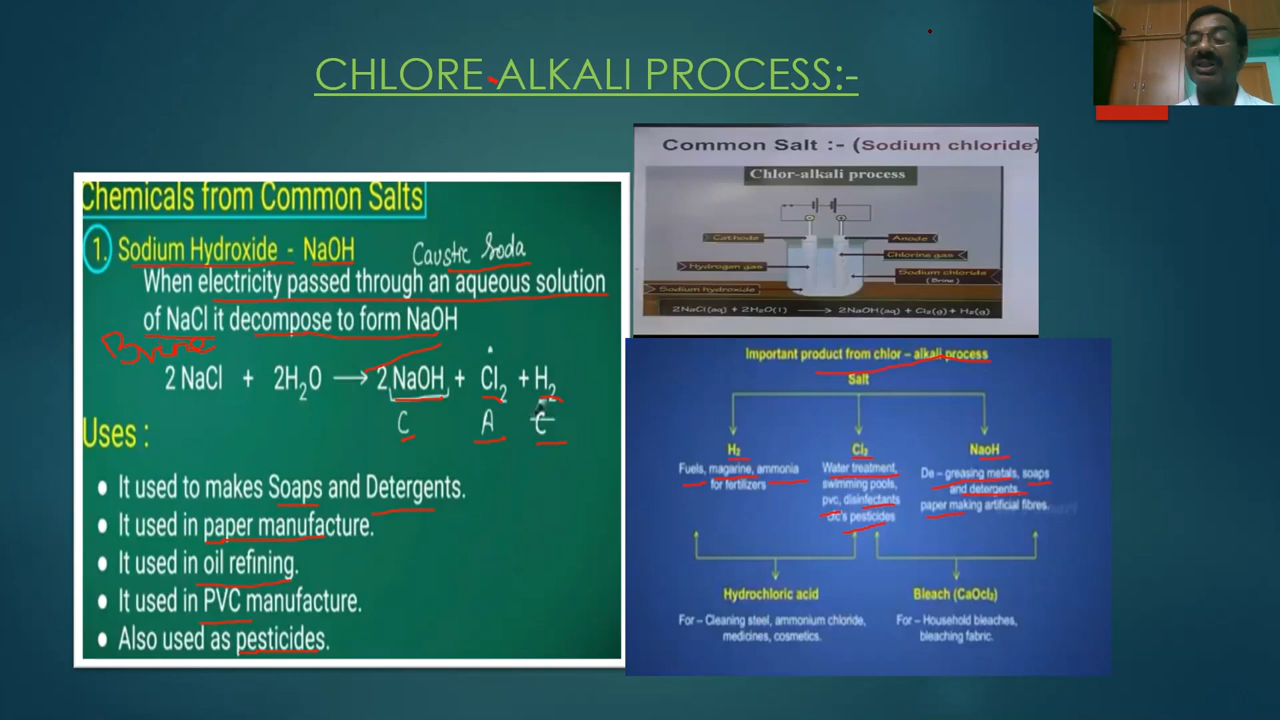 CHLORE-ALKALI PROCESS:-
Chemicals from Common Salts
1. Sodium Hydroxide - NaOH
Caustic Soda
When electricity passed through an aqueous solution
of NaCl it decompose to form NaOH
Brine
2 NaCl + 2H₂O ⟶ 2 NaOH + Cl₂ + H₂
C A C
Uses :
• It used to makes Soaps and Detergents.
• It used in paper manufacture.
• It used in oil refining.
• It used in PVC manufacture.
• Also used as pesticides.
Common Salt :- (Sodium chloride)
Chlor-alkali process
Cathode
Anode
Hydrogen gas
Chlorine gas
Sodium chloride
(Brine)
Sodium hydroxide
2NaCl(aq) + 2H₂O(l) ⟶ 2NaOH(aq) + Cl₂(g) + H₂(g)
Important product from chlor – alkali process
Salt
H₂
Fuels, magarine, ammonia
for fertilizers
Cl₂
Water treatment,
swimming pools,
pvc, disinfectants
pesticides
NaoH
De – greasing metals, soaps
and detergents,
paper making artificial fibres.
Hydrochloric acid
For – Cleaning steel, ammonium chloride,
medicines, cosmetics.
Bleach (CaOcl₂)
For – Household bleaches,
bleaching fabric.